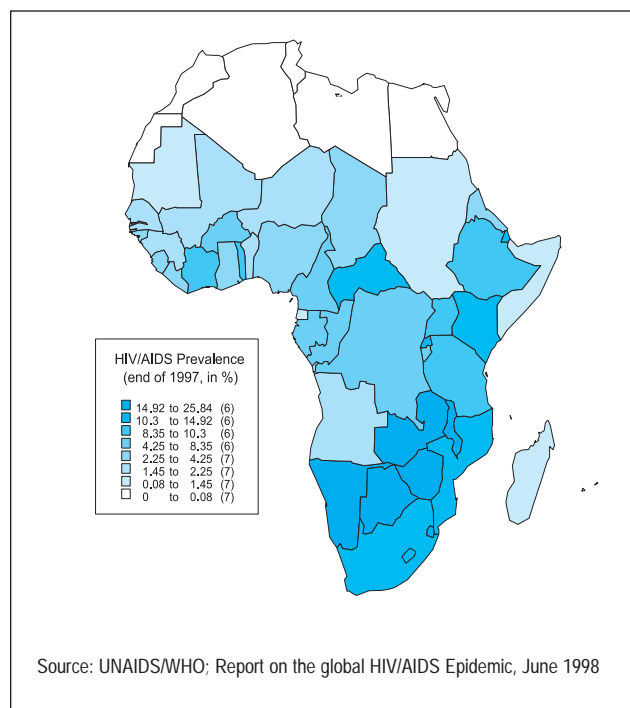 HIV/AIDS Prevalence
(end of 1997, in %)
14.92 to 25.84 (6)
10.3 to 14.92 (6)
8.35 to 10.3 (6)
4.25 to 8.35 (6)
2.25 to 4.25 (7)
1.45 to 2.25 (7)
0.08 to 1.45 (7)
0 to 0.08 (7)
Source: UNAIDS/WHO; Report on the global HIV/AIDS Epidemic, June 1998